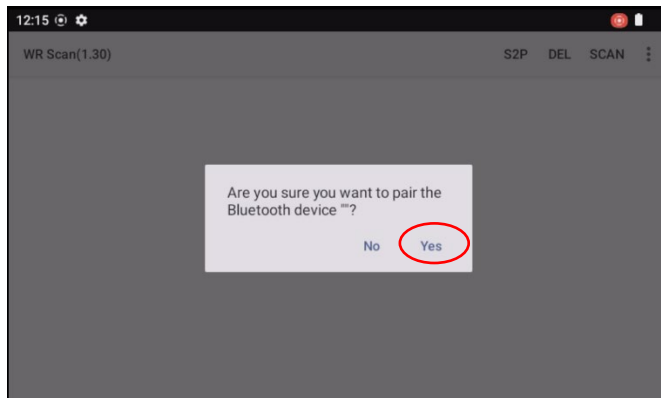 12:15
WR Scan(1.30) S2P DEL SCAN
Are you sure you want to pair the
Bluetooth device ""?
No Yes